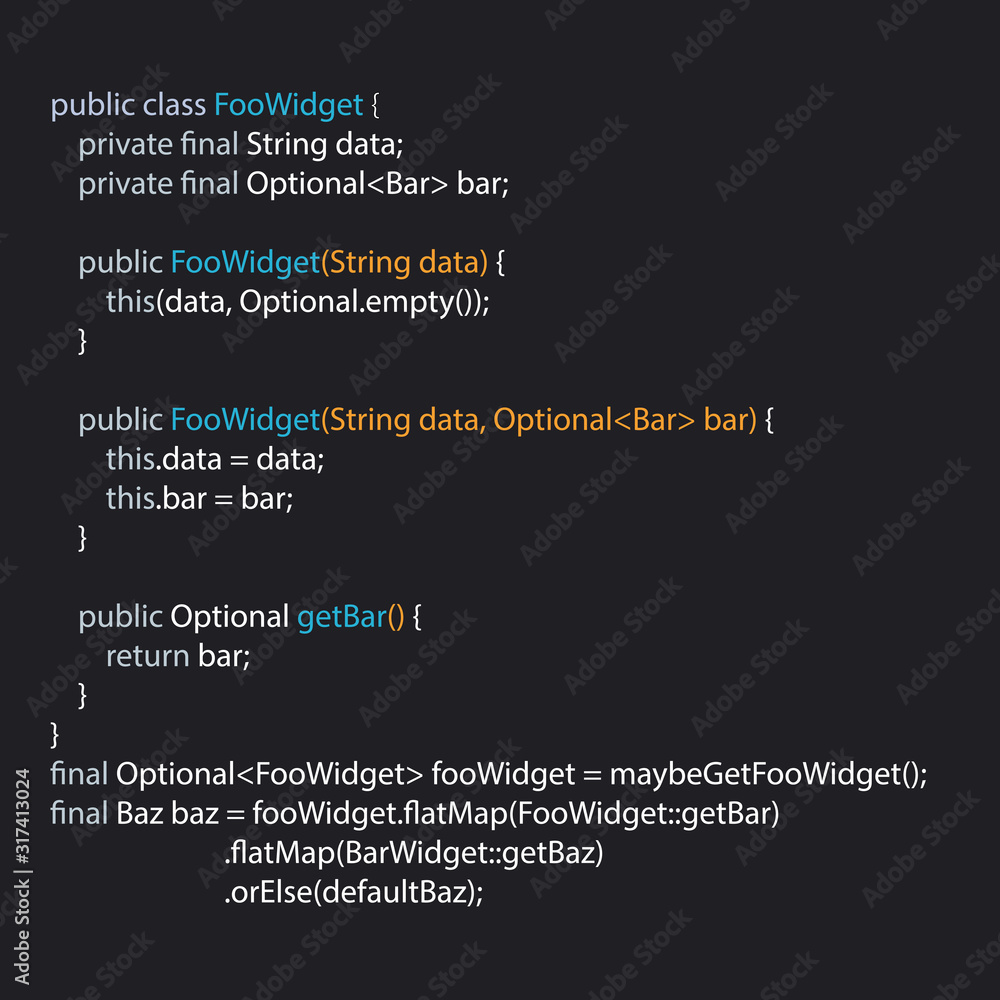 public class FooWidget {
private final String data;
private final Optional<Bar> bar;
public FooWidget(String data) {
this(data, Optional.empty());
}
public FooWidget(String data, Optional<Bar> bar) {
this.data = data;
this.bar = bar;
}
public Optional getBar() {
return bar;
}
}
final Optional<FooWidget> fooWidget = maybeGetFooWidget();
final Baz baz = fooWidget.flatMap(FooWidget::getBar)
.flatMap(BarWidget::getBaz)
.orElse(defaultBaz);
Adobe Stock | #317413024
Adobe Stock